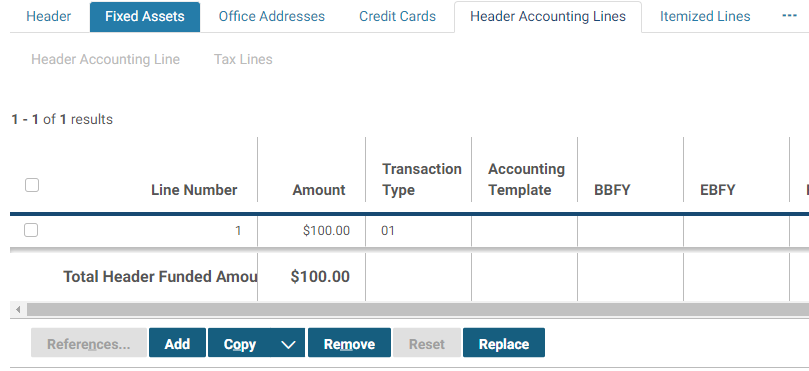 Header Fixed Assets Office Addresses Credit Cards Header Accounting Lines Itemized Lines ...
Header Accounting Line Tax Lines
1 - 1 of 1 results
Line Number Amount Transaction Type Accounting Template BBFY EBFY
1 $100.00 01
Total Header Funded Amou $100.00
References... Add Copy Remove Reset Replace